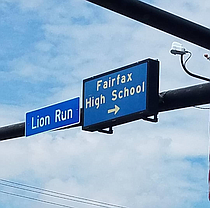 Fairfax
High School
→
Lion Run